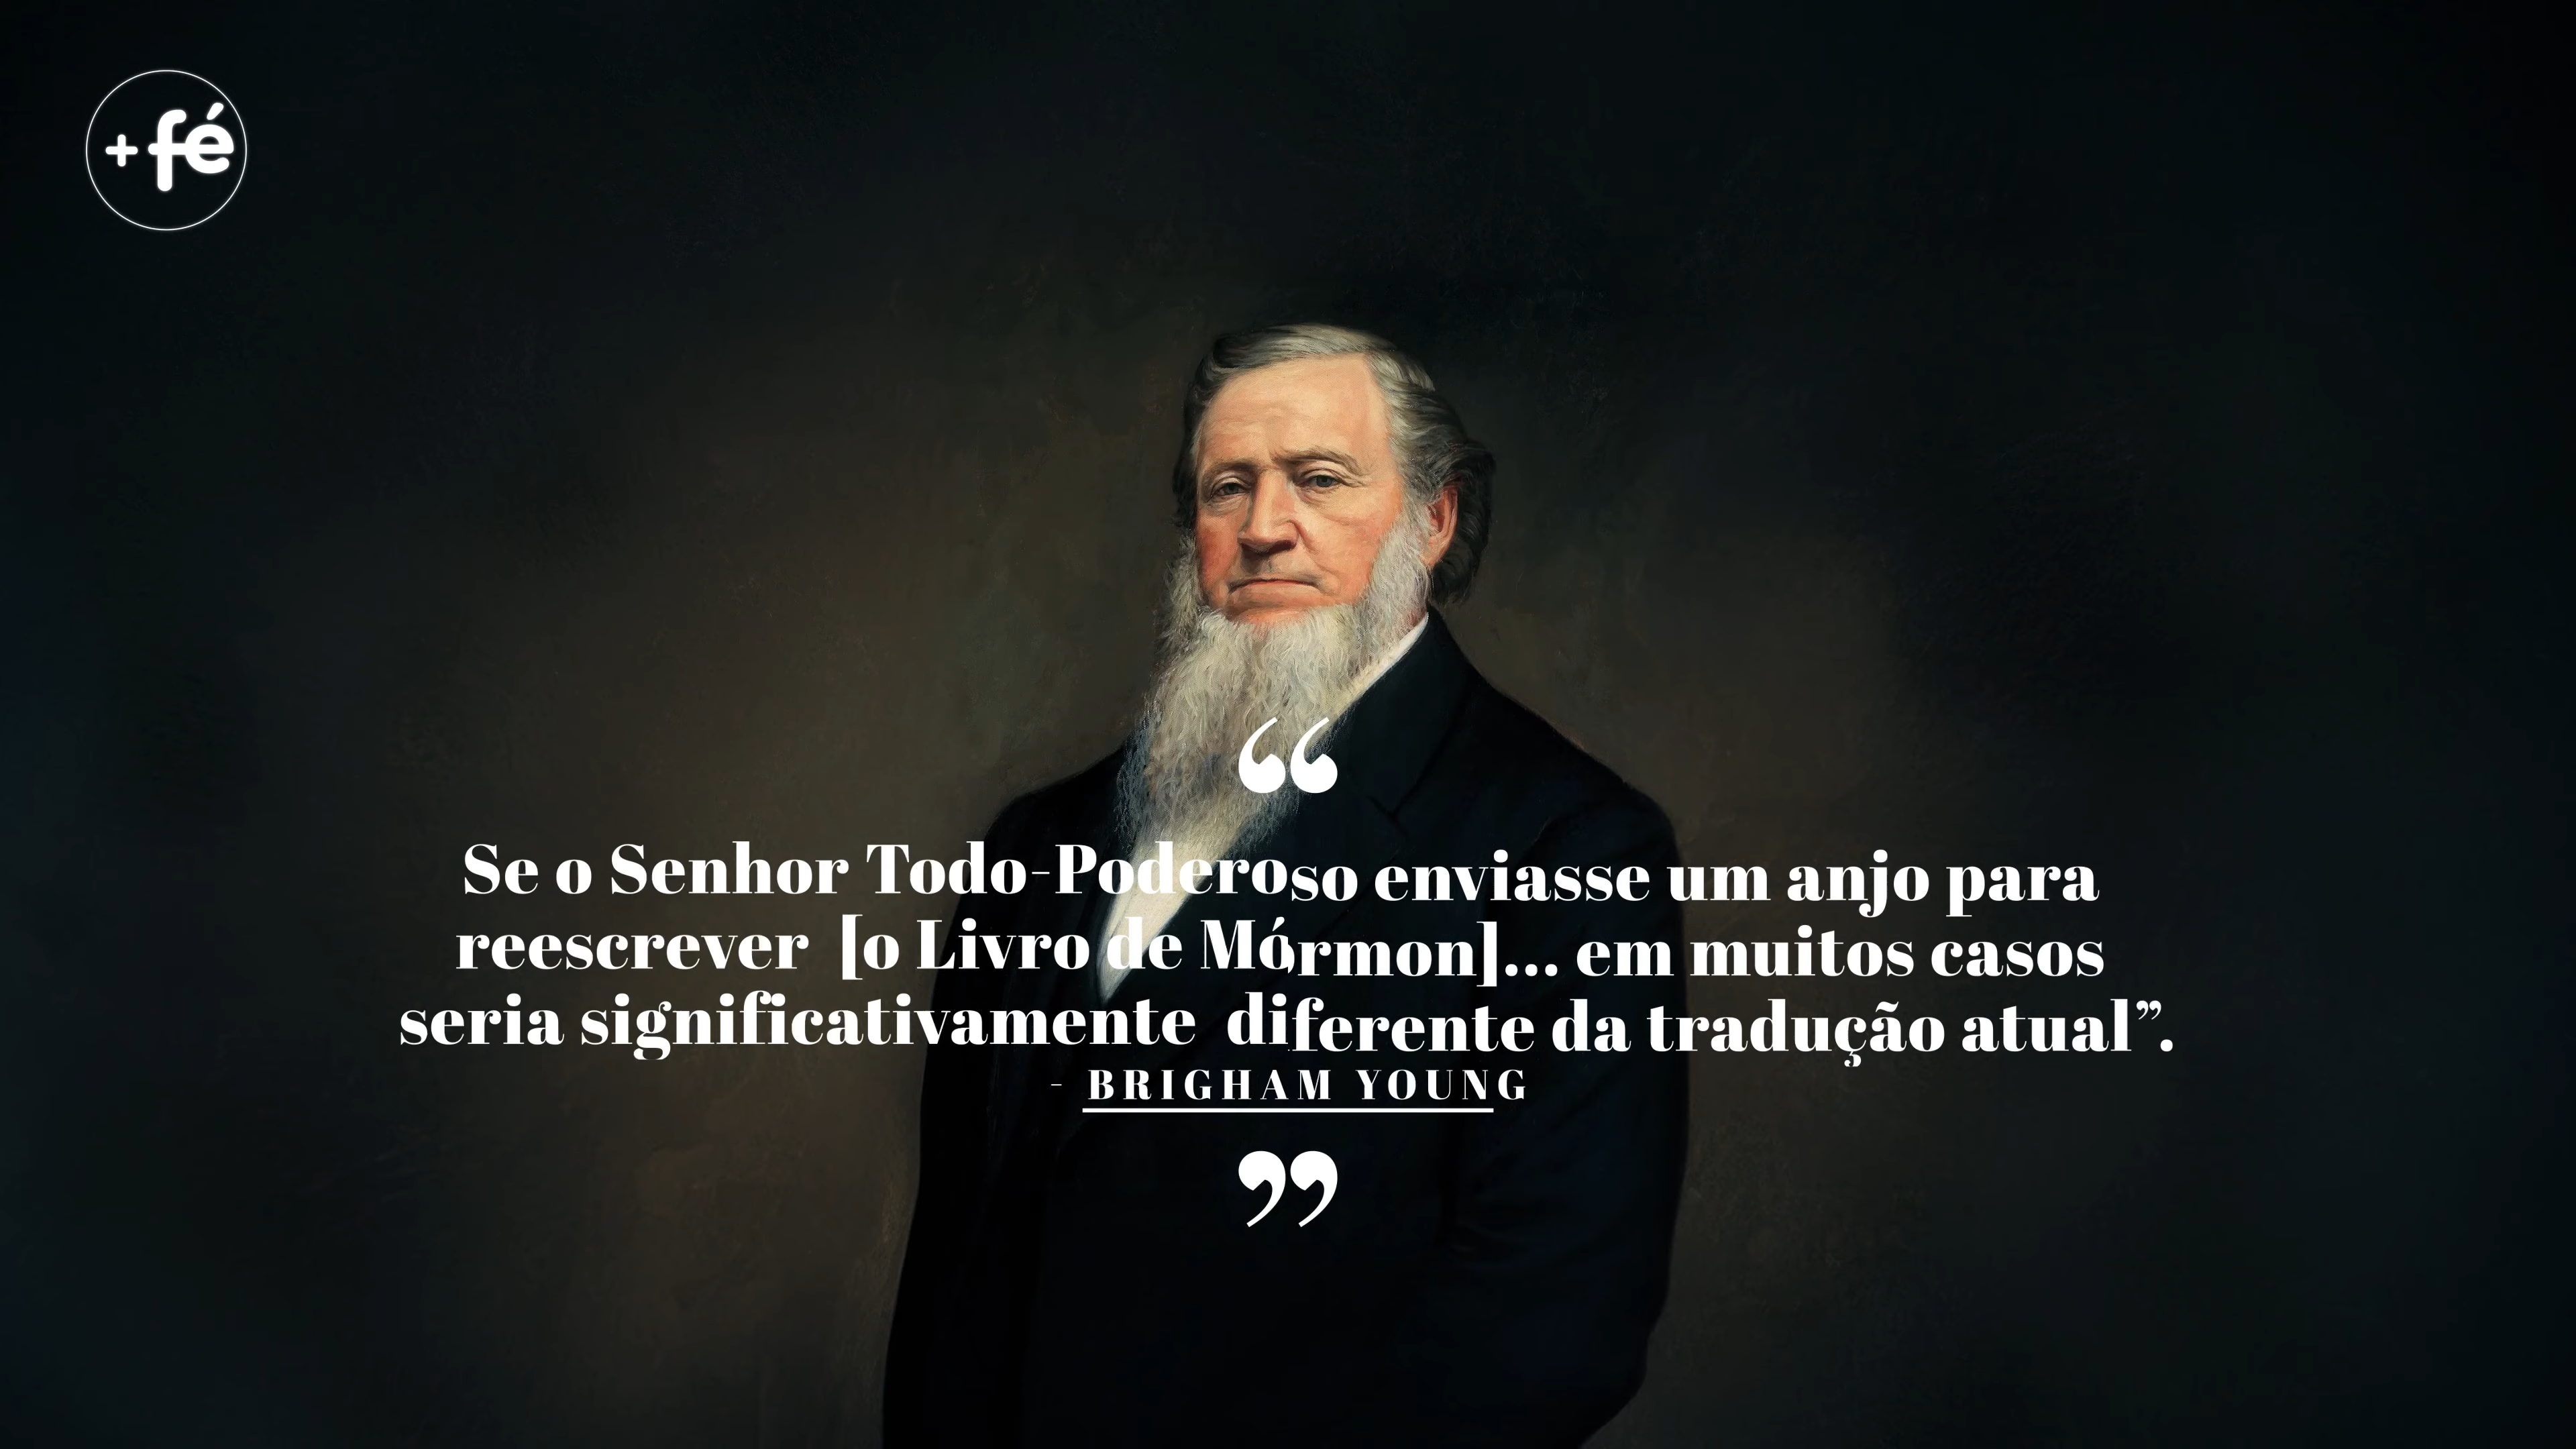 + fé
“
Se o Senhor Todo-Poderoso enviasse um anjo para
reescrever [o Livro de Mórmon]... em muitos casos
seria significativamente diferente da tradução atual”.
- BRIGHAM YOUNG
”